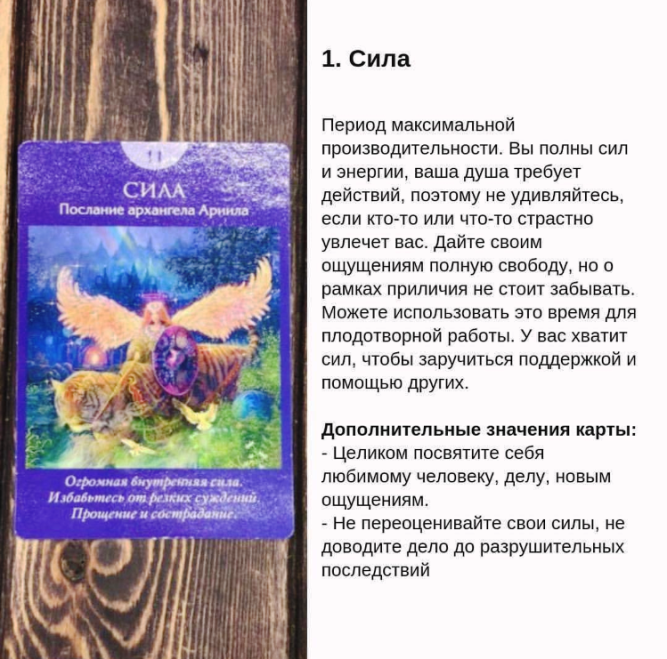 11
СИЛА
Послание архангела Ариила
Огромная внутренняя сила.
Избавьтесь от резких суждений.
Прощение и сострадание.
1. Сила
Период максимальной
производительности. Вы полны сил
и энергии, ваша душа требует
действий, поэтому не удивляйтесь,
если кто-то или что-то страстно
увлечет вас. Дайте своим
ощущениям полную свободу, но о
рамках приличия не стоит забывать.
Можете использовать это время для
плодотворной работы. У вас хватит
сил, чтобы заручиться поддержкой и
помощью других.
Дополнительные значения карты:
- Целиком посвятите себя
любимому человеку, делу, новым
ощущениям.
- Не переоценивайте свои силы, не
доводите дело до разрушительных
последствий